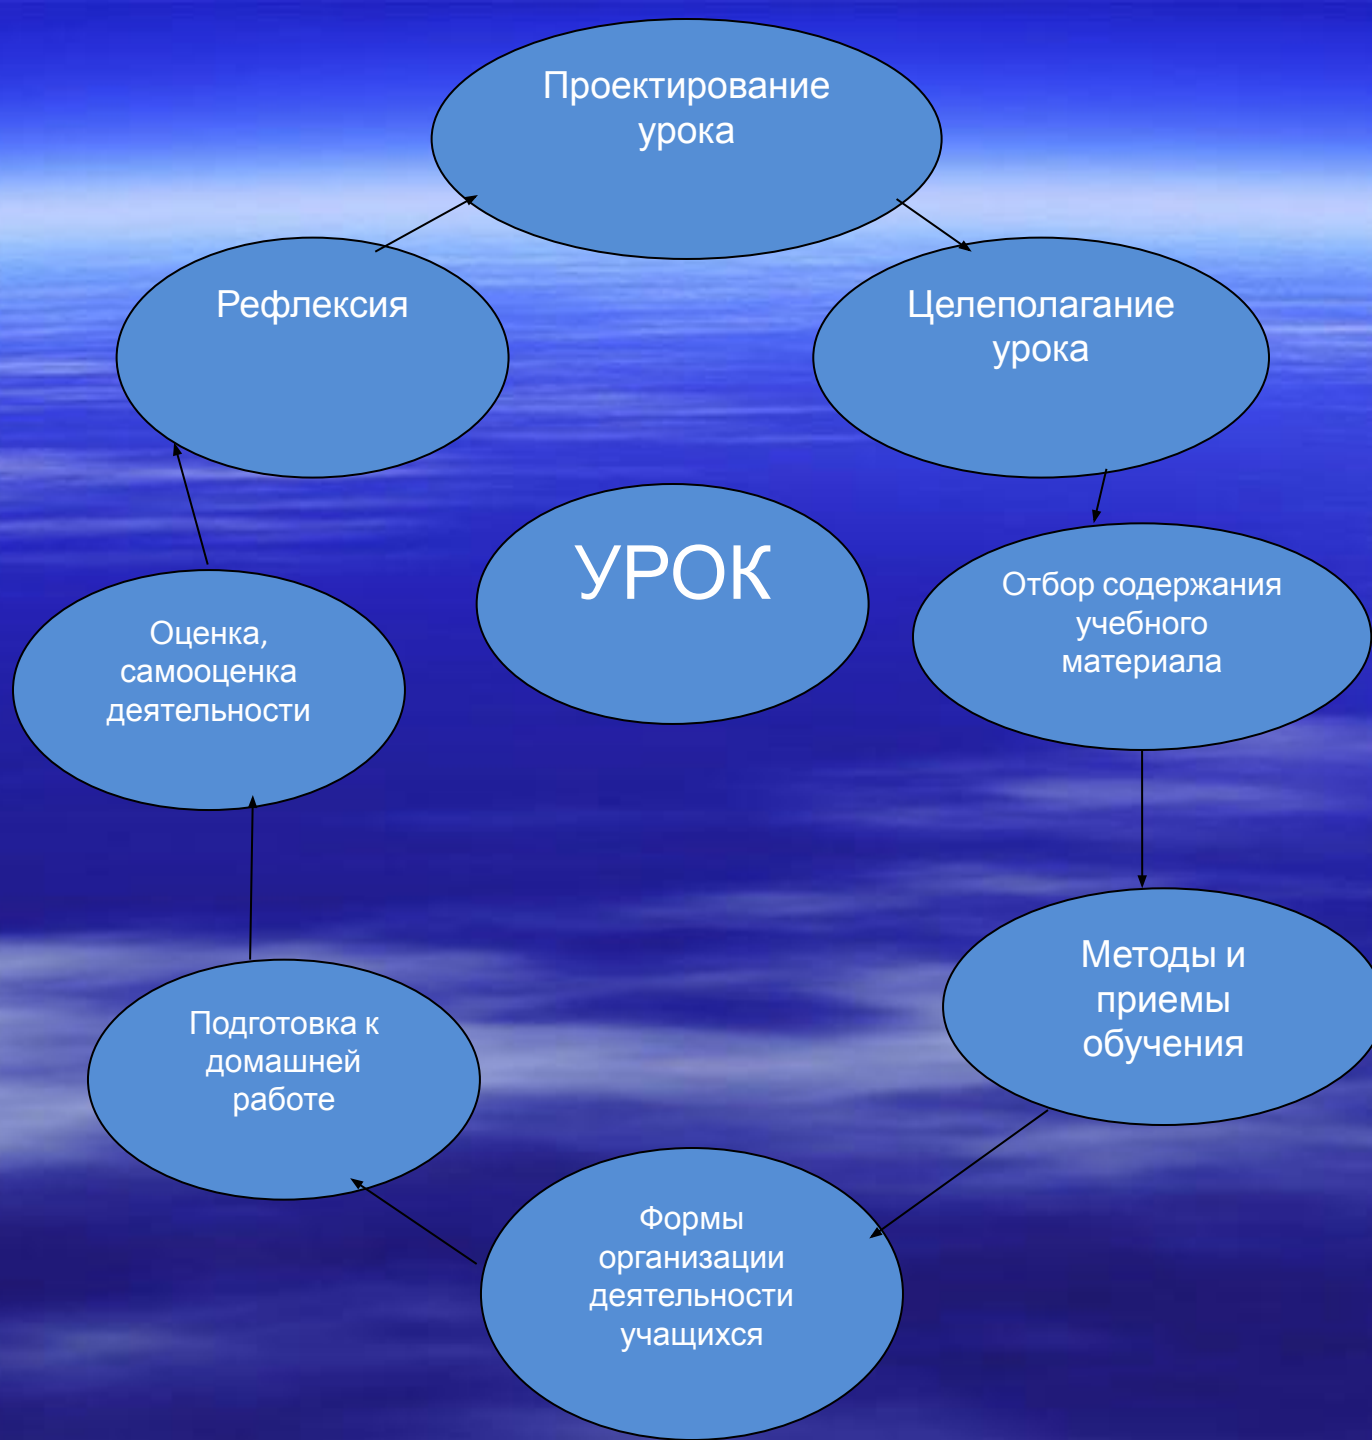 Проектирование
урока
Целеполагание
урока
Отбор содержания
учебного
материала
Методы и
приемы
обучения
Формы
организации
деятельности
учащихся
Подготовка к
домашней
работе
Оценка,
самооценка
деятельности
Рефлексия
УРОК